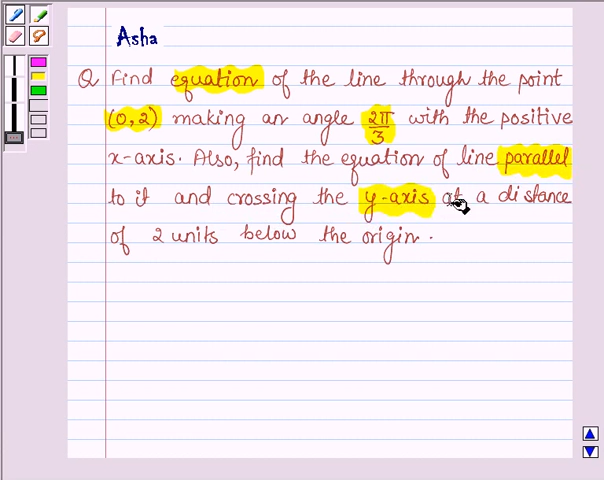 Asha
Q Find equation of the line through the point
(0,2) making an angle 2π/3 with the positive
x-axis. Also, find the equation of line parallel
to it and crossing the y-axis at a distance
of 2 units below the origin.